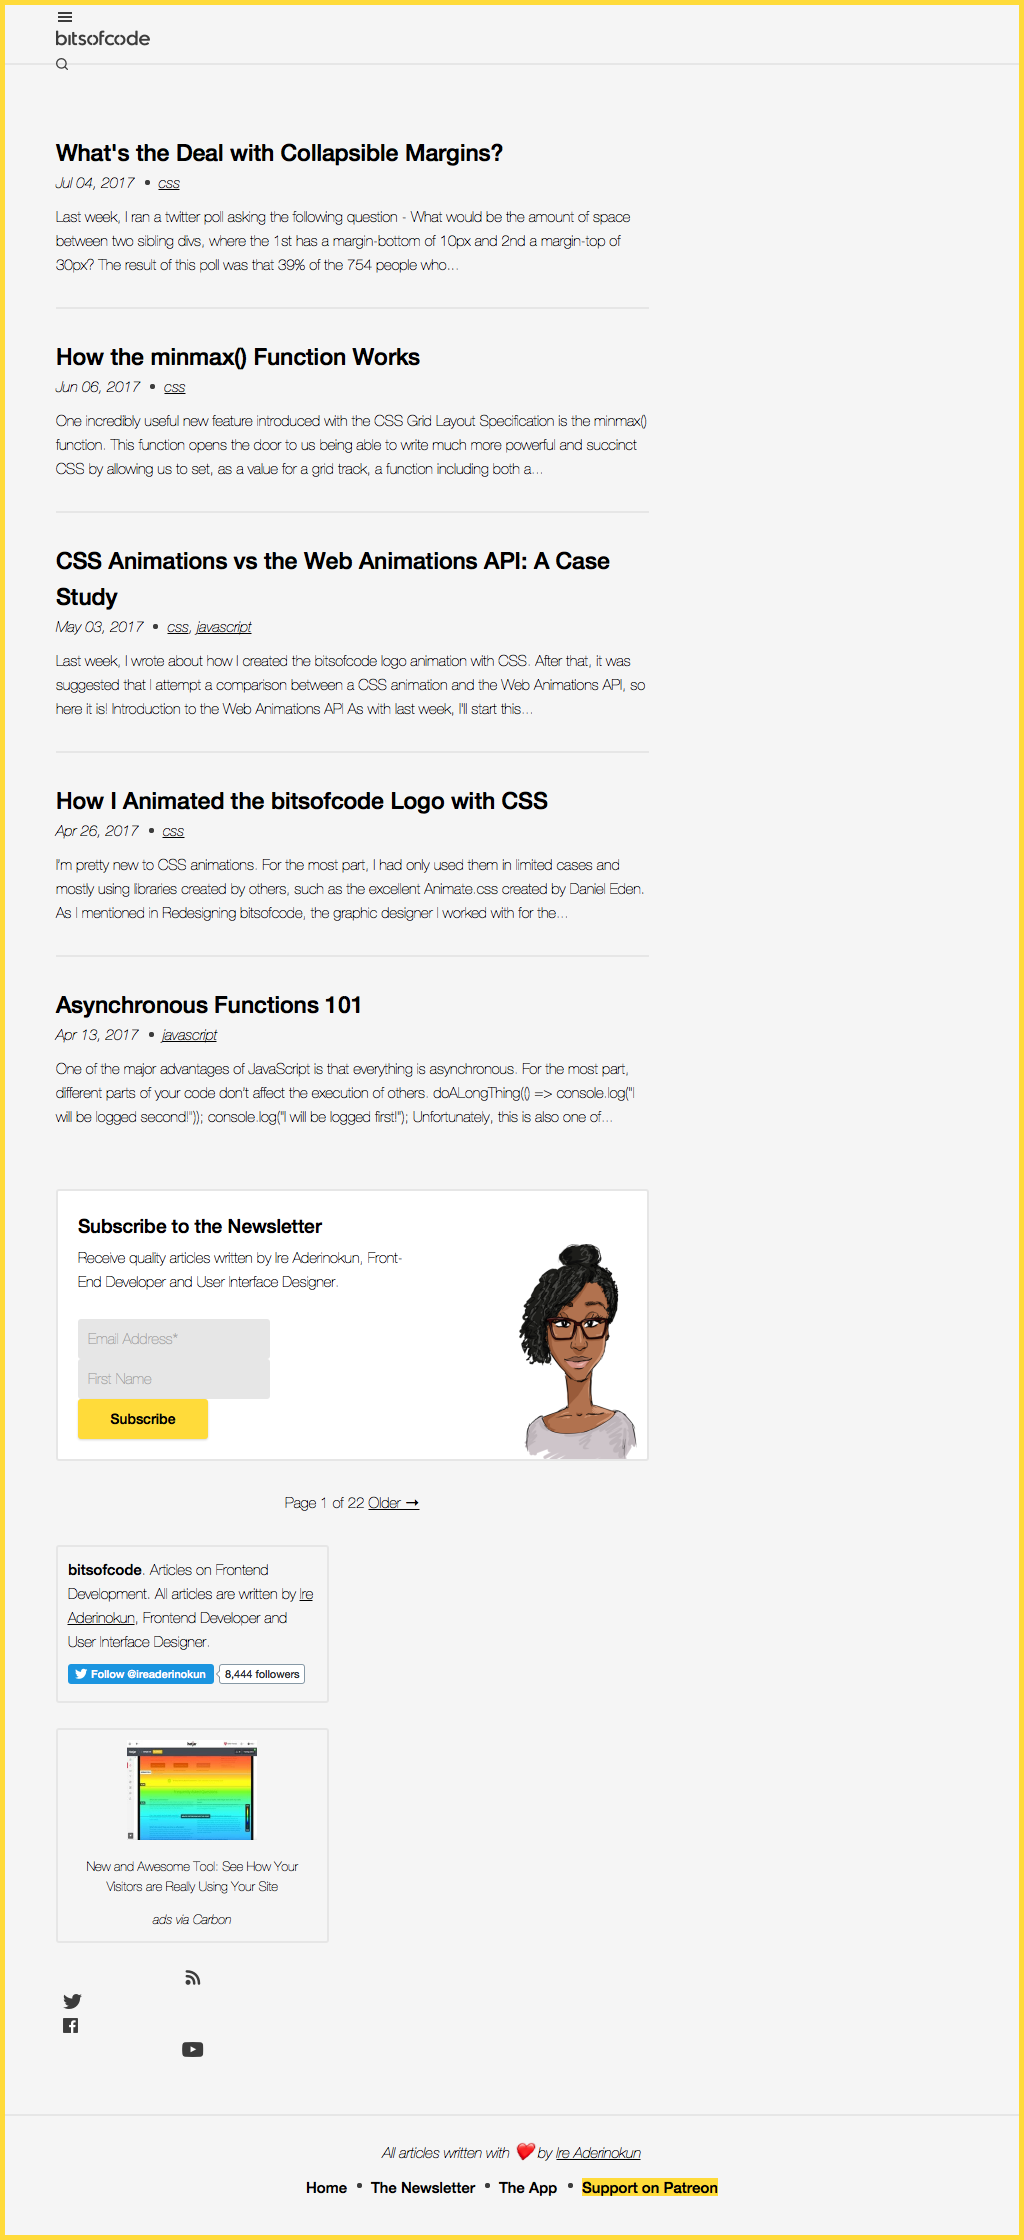 bitsofcode
What's the Deal with Collapsible Margins?
Jul 04, 2017 • css
Last week, I ran a twitter poll asking the following question - What would be the amount of space
between two sibling divs, where the 1st has a margin-bottom of 10px and 2nd a margin-top of
30px? The result of this poll was that 39% of the 754 people who...
How the minmax() Function Works
Jun 06, 2017 • css
One incredibly useful new feature introduced with the CSS Grid Layout Specification is the minmax()
function. This function opens the door to us being able to write much more powerful and succinct
CSS by allowing us to set, as a value for a grid track, a function including both a...
CSS Animations vs the Web Animations API: A Case
Study
May 03, 2017 • css, javascript
Last week, I wrote about how I created the bitsofcode logo animation with CSS. After that, it was
suggested that I attempt a comparison between a CSS animation and the Web Animations API, so
here it is! Introduction to the Web Animations API As with last week, I'll start this...
How I Animated the bitsofcode Logo with CSS
Apr 26, 2017 • css
I'm pretty new to CSS animations. For the most part, I had only used them in limited cases and
mostly using libraries created by others, such as the excellent Animate.css created by Daniel Eden.
As I mentioned in Redesigning bitsofcode, the graphic designer I worked with for the...
Asynchronous Functions 101
Apr 13, 2017 • javascript
One of the major advantages of JavaScript is that everything is asynchronous. For the most part,
different parts of your code don't affect the execution of others. doALongThing(() => console.log("I
will be logged second!")); console.log("I will be logged first!"); Unfortunately, this is also one of...
Subscribe to the Newsletter
Receive quality articles written by Ire Aderinokun, Front-
End Developer and User Interface Designer.
Email Address*
First Name
Subscribe
Page 1 of 22 Older →
bitsofcode. Articles on Frontend
Development. All articles are written by Ire
Aderinokun, Frontend Developer and
User Interface Designer.
Follow @ireaderinokun 8,444 followers
New and Awesome Tool: See How Your
Visitors are Really Using Your Site
ads via Carbon
All articles written with ❤️ by Ire Aderinokun
Home • The Newsletter • The App • Support on Patreon